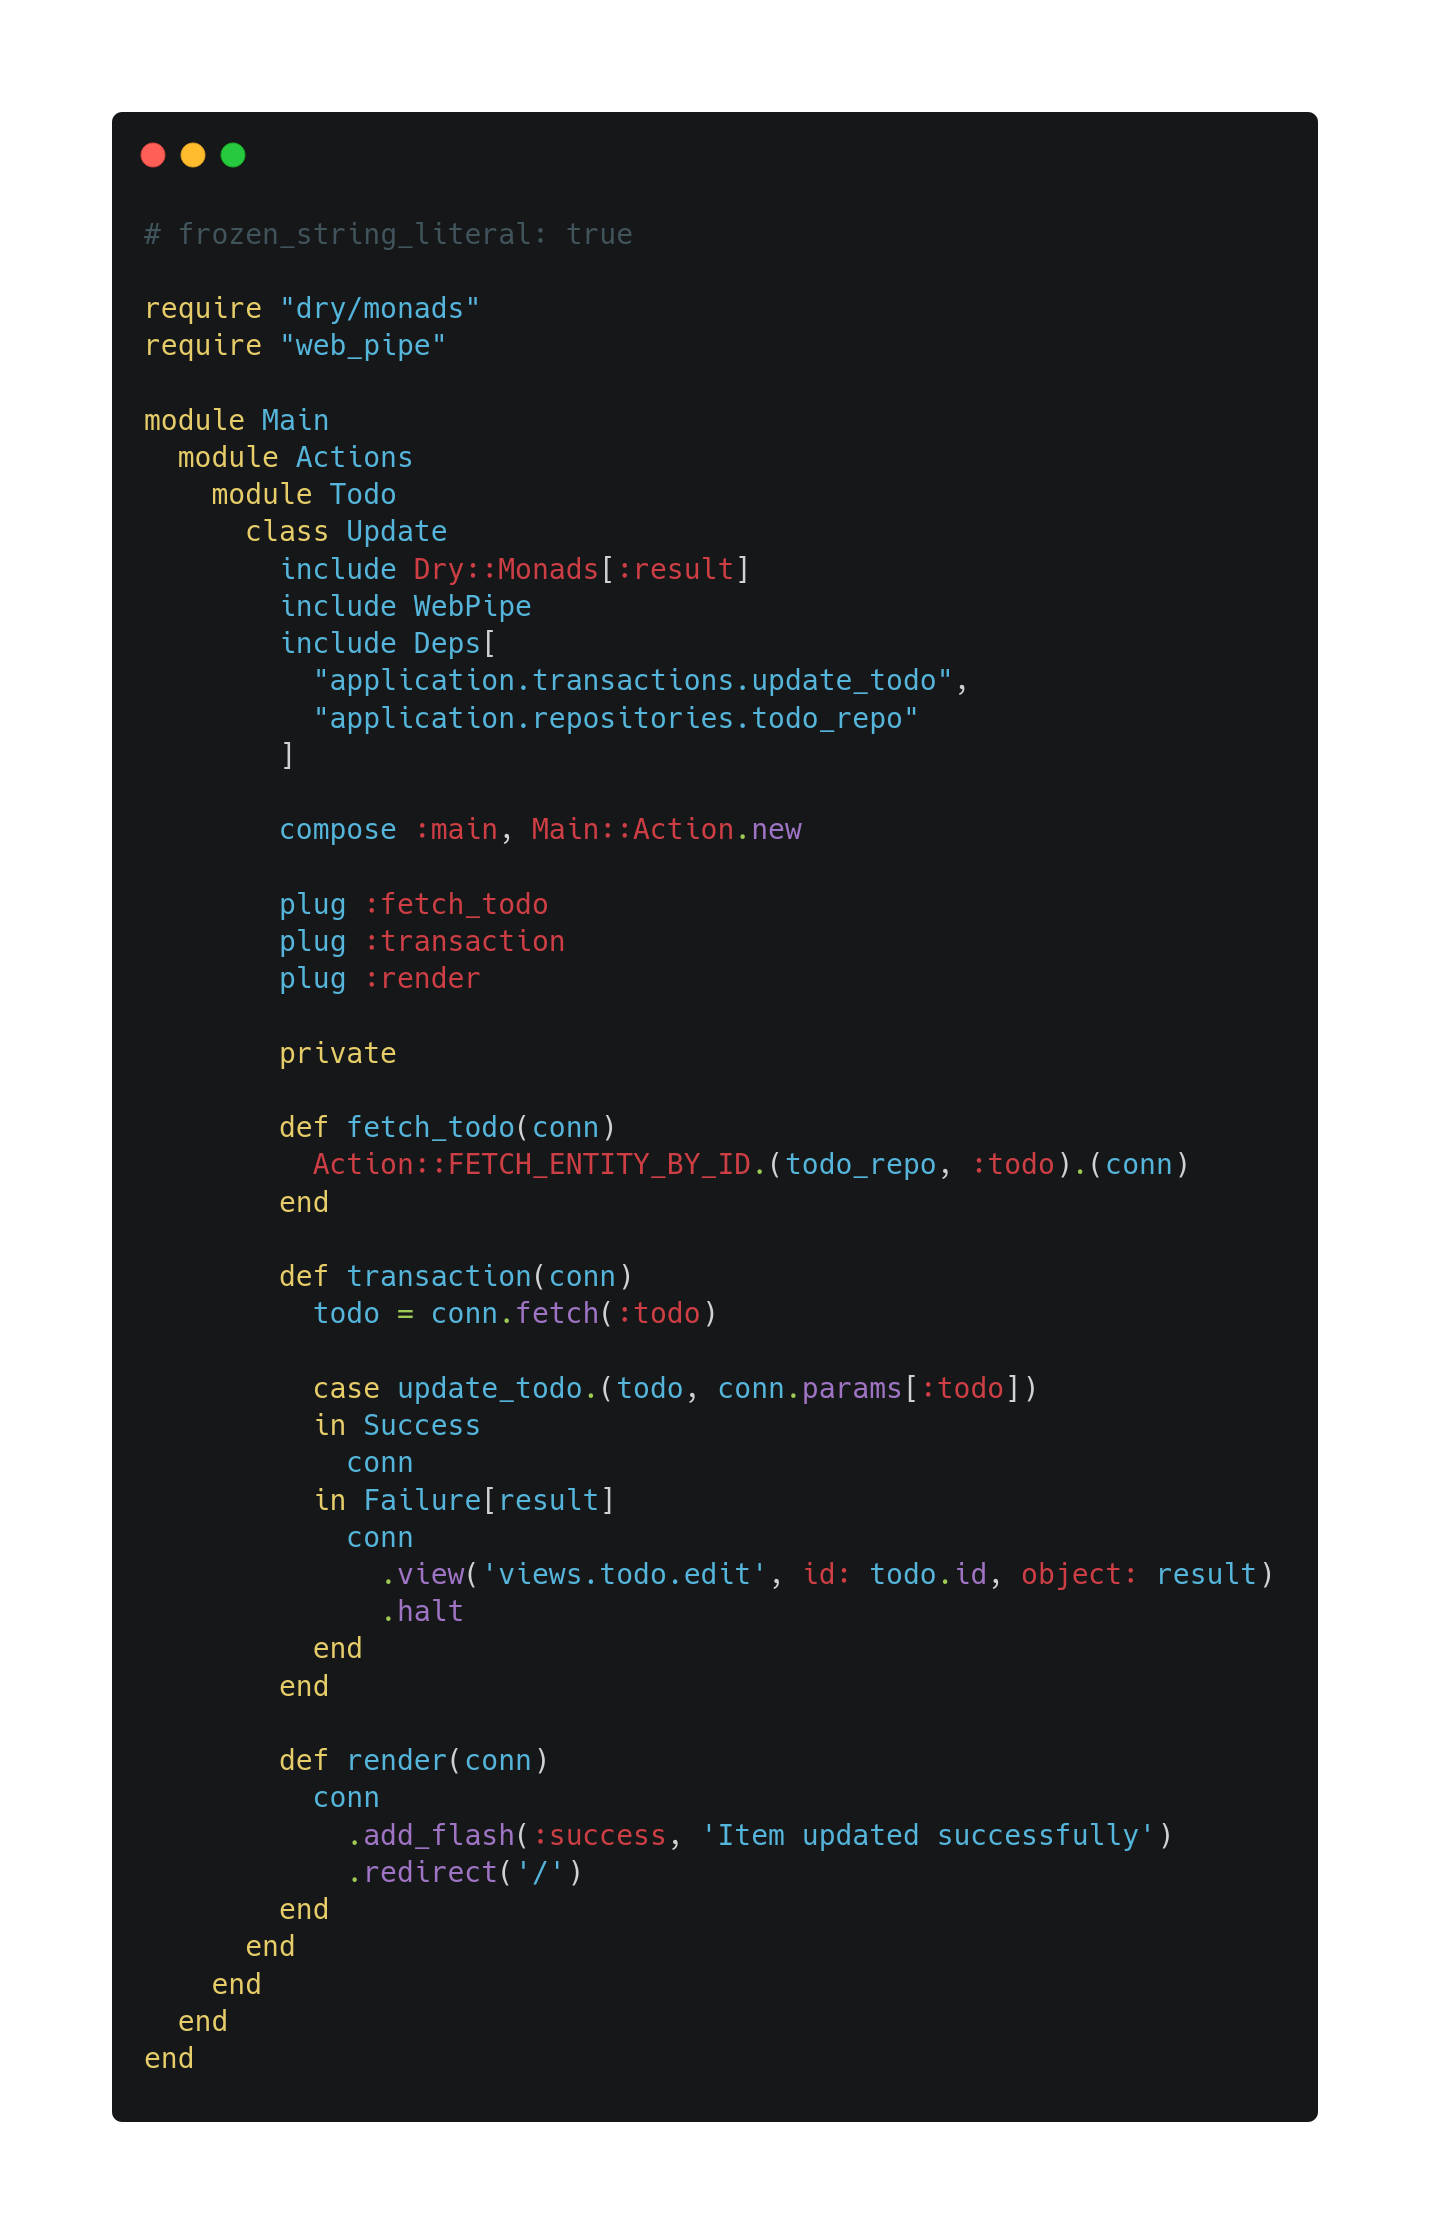 # frozen_string_literal: true

require "dry/monads"
require "web_pipe"

module Main
  module Actions
    module Todo
      class Update
        include Dry::Monads[:result]
        include WebPipe
        include Deps[
          "application.transactions.update_todo",
          "application.repositories.todo_repo"
        ]

        compose :main, Main::Action.new

        plug :fetch_todo
        plug :transaction
        plug :render

        private

        def fetch_todo(conn)
          Action::FETCH_ENTITY_BY_ID.(todo_repo, :todo).(conn)
        end

        def transaction(conn)
          todo = conn.fetch(:todo)

          case update_todo.(todo, conn.params[:todo])
          in Success
            conn
          in Failure[result]
            conn
              .view('views.todo.edit', id: todo.id, object: result)
              .halt
          end
        end

        def render(conn)
          conn
            .add_flash(:success, 'Item updated successfully')
            .redirect('/')
        end
      end
    end
  end
end